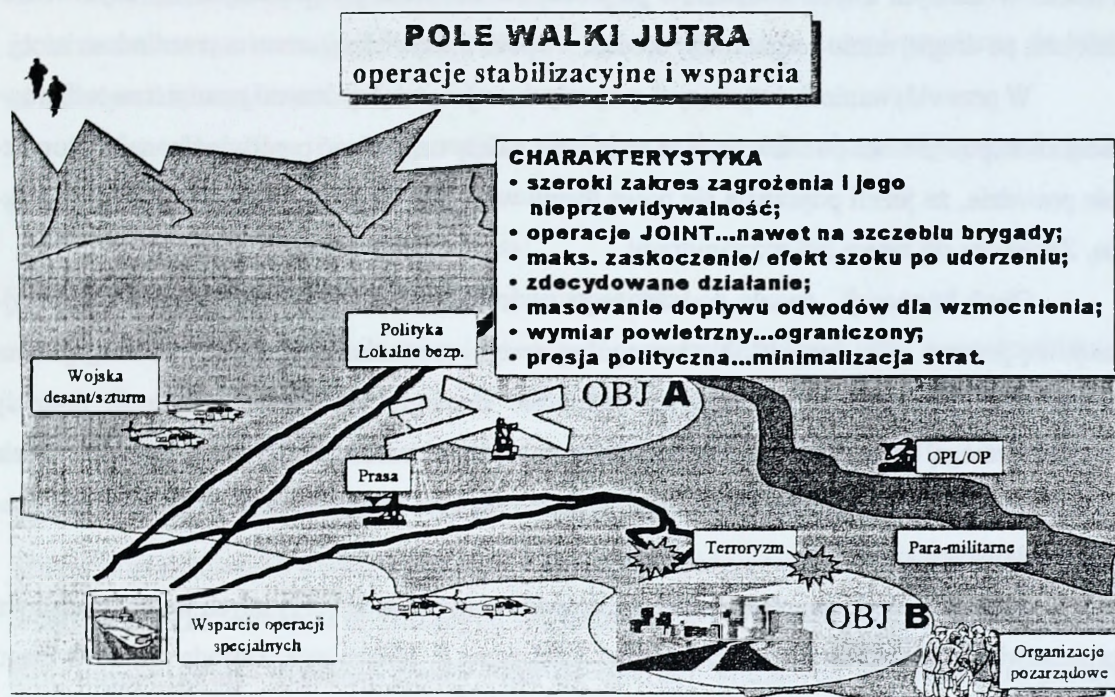 POLE WALKI JUTRA
operacje stabilizacyjne i wsparcia
CHARAKTERYSTYKA
• szeroki zakres zagrożenia i jego
nieprzewidywalność;
• operacje JOINT...nawet na szczeblu brygady;
• maks. zaskoczenie/ efekt szoku po uderzeniu;
• zdecydowane działanie;
• masowanie dopływu odwodów dla wzmocnienia;
• wymiar powietrzny...ograniczony;
• presja polityczna...minimalizacja strat.
Polityka
Lokalne bezp.
Wojska
desant/szturm
OBJ A
Prasa
OPL/OP
Terroryzm
Para-militarne
Wsparcie operacji
specjalnych
OBJ B
Organizacje
pozarządowe